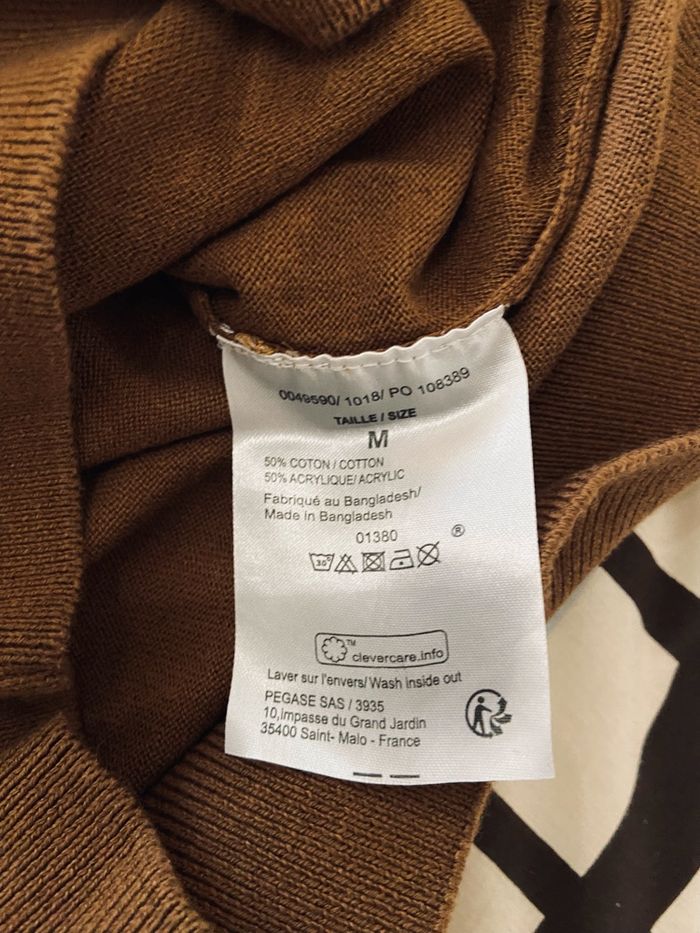 0049590/ 1018/ PO 108389
TAILLE / SIZE
M
50% COTON / COTTON
50% ACRYLIQUE/ ACRYLIC
Fabriqué au Bangladesh/
Made in Bangladesh
01380 ®
30°
TM
clevercare.info
Laver sur l'envers/ Wash inside out
PEGASE SAS / 3935
10,impasse du Grand Jardin
35400 Saint- Malo - France